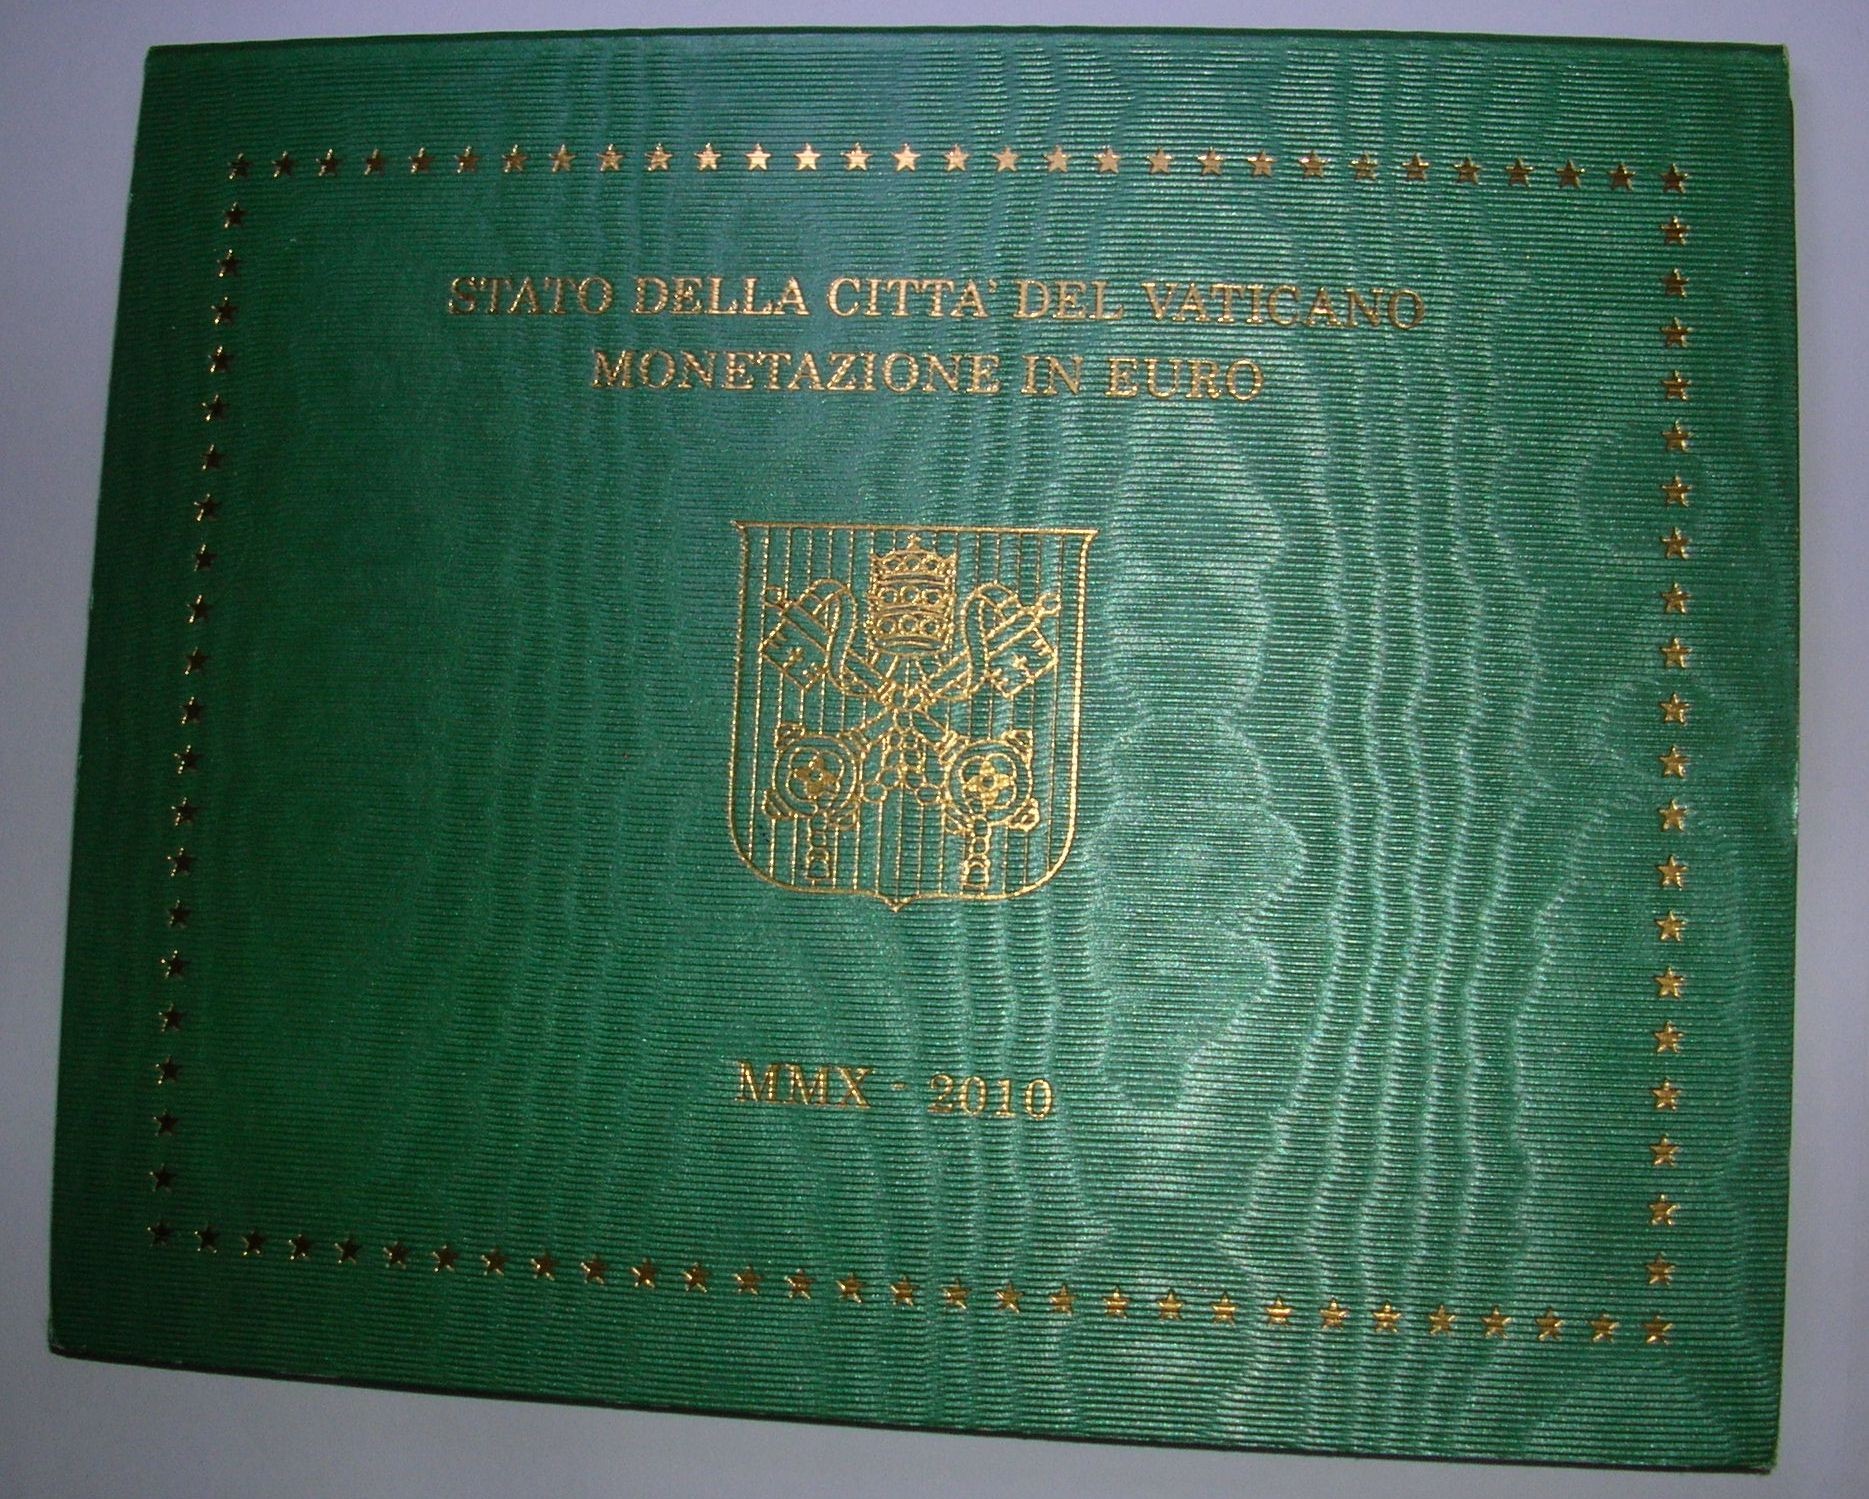 STATO DELLA CITTA' DEL VATICANO
MONETAZIONE IN EURO
MMX - 2010